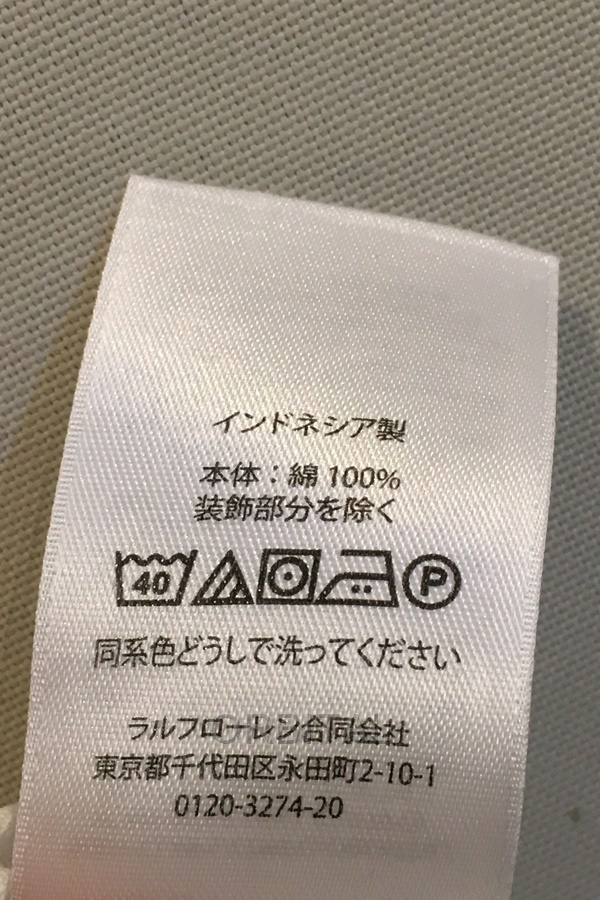 インドネシア製
本体：綿 100%
装飾部分を除く
40 P
同系色どうしで洗ってください
ラルフローレン合同会社
東京都千代田区永田町2-10-1
0120-3274-20